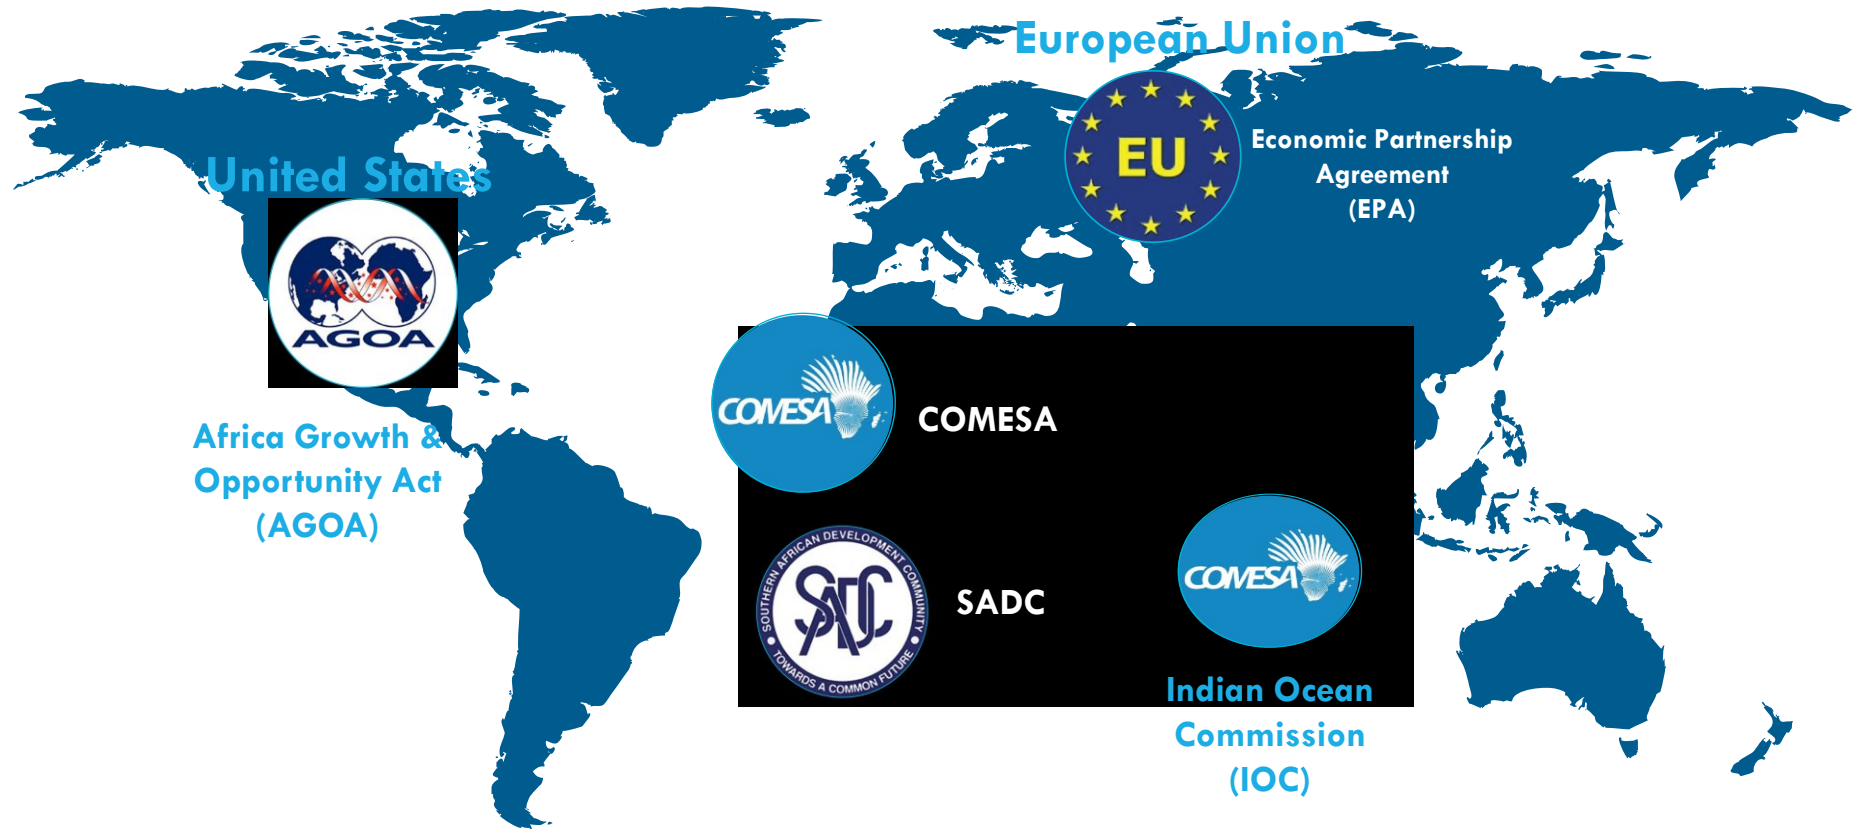 European Union
EU
Economic Partnership
Agreement
(EPA)
United States
AGOA
Africa Growth &
Opportunity Act
(AGOA)
COMESA
COMESA
SOUTHERN AFRICAN DEVELOPMENT COMMUNITY
SADC
TOWARDS A COMMON FUTURE
SADC
COMESA
Indian Ocean
Commission
(IOC)